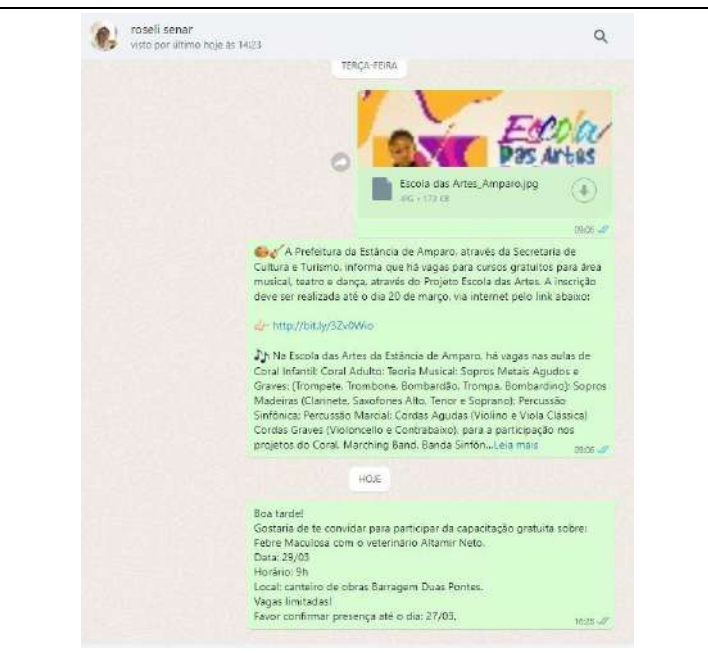 roseli senar
visto por último hoje às 14:23
TERÇA-FEIRA
Escola
Das Artes
Escola das Artes_Amparo.jpg
JPG • 173 KB
09:06
A Prefeitura da Estância de Amparo, através da Secretaria de
Cultura e Turismo, informa que há vagas para cursos gratuitos para área
musical, teatro e dança, através do Projeto Escola das Artes. A inscrição
deve ser realizada até o dia 20 de março, via internet pelo link abaixo:
http://bit.ly/3Zv0Wio
Na Escola das Artes da Estância de Amparo, há vagas nas aulas de
Coral Infantil; Coral Adulto; Teoria Musical; Sopros Metais Agudos e
Graves; (Trompete, Trombone, Bombardão, Trompa, Bombardino); Sopros
Madeiras (Clarinete, Saxofones Alto, Tenor e Soprano); Percussão
Sinfônica; Percussão Marcial; Cordas Agudas (Violino e Viola Clássica)
Cordas Graves (Violoncello e Contrabaixo), para a participação nos
projetos do Coral, Marching Band, Banda Sinfôn...Leia mais
09:06
HOJE
Boa tarde!
Gostaria de te convidar para participar da capacitação gratuita sobre:
Febre Maculosa com o veterinário Altamir Neto.
Data: 29/03
Horário: 9h
Local: canteiro de obras Barragem Duas Pontes.
Vagas limitadas!
Favor confirmar presença até o dia: 27/03.
16:25